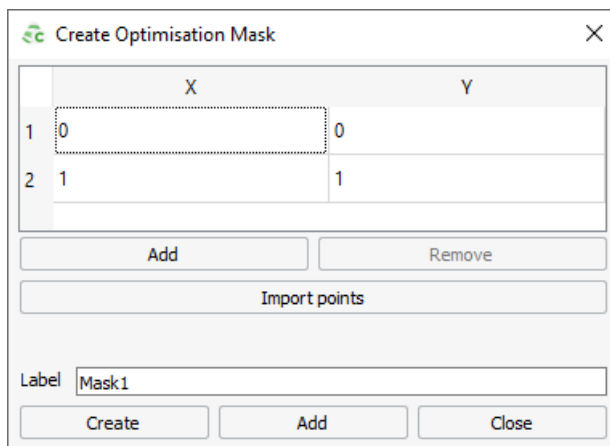 Create Optimisation Mask
X Y
1 0 0
2 1 1
Add Remove
Import points
Label Mask1
Create Add Close